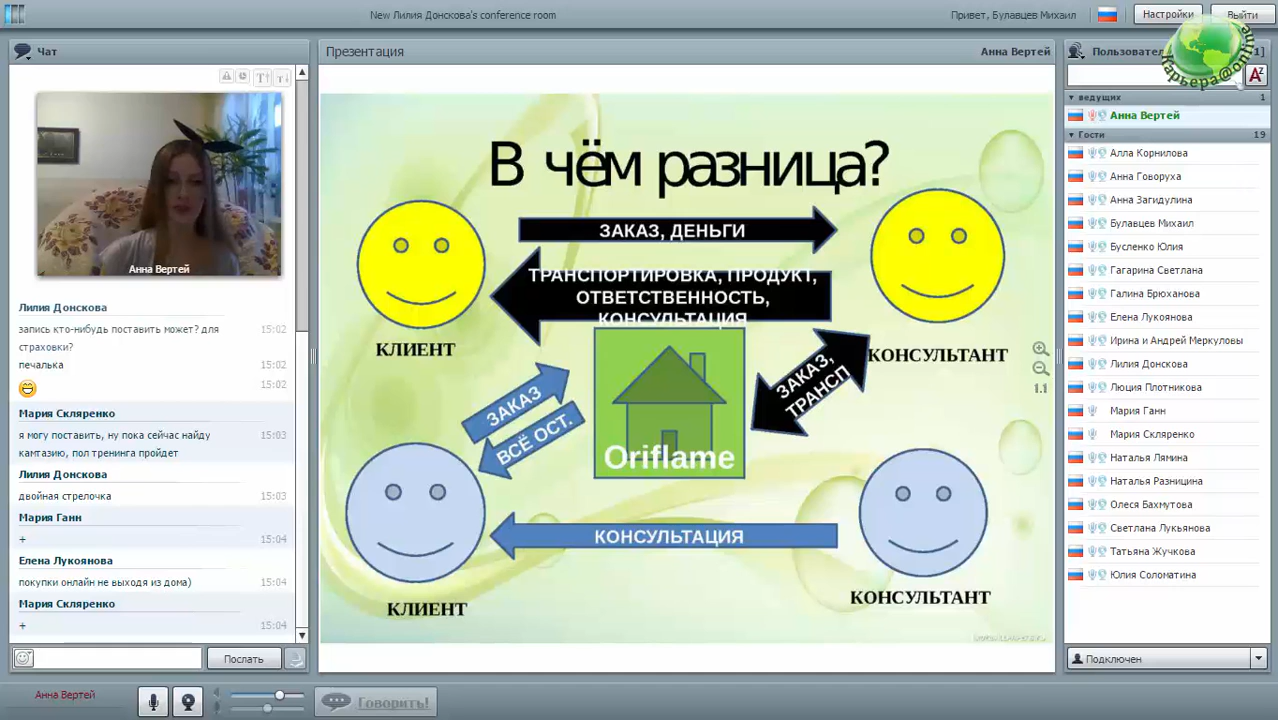 New Лилия Донскова's conference room
Привет, Булавцев Михаил
Настройки
Выйти
Чат
Анна Вертей
Лилия Донскова
запись кто-нибудь поставить может? для страховки?
15:02
печалька
15:02
15:02
Мария Скляренко
я могу поставить, ну пока сейчас найду
15:03
камтазию, пол тренинга пройдет
Лилия Донскова
двойная стрелочка
15:03
Мария Ганн
+
15:04
Елена Лукоянова
покупки онлайн не выходя из дома)
15:04
Мария Скляренко
+
15:04
Послать
Презентация
Анна Вертей
В чём разница?
ЗАКАЗ, ДЕНЬГИ
ТРАНСПОРТИРОВКА, ПРОДУКТ,
ОТВЕТСТВЕННОСТЬ,
КОНСУЛЬТАЦИЯ
КЛИЕНТ
КОНСУЛЬТАНТ
ЗАКАЗ,
ТРАНСП
ЗАКАЗ
ВСЁ ОСТ.
Oriflame
КОНСУЛЬТАЦИЯ
КЛИЕНТ
КОНСУЛЬТАНТ
1.1
Карьера@online
ведущих
1
Анна Вертей
Гости
19
Алла Корнилова
Анна Говоруха
Анна Загидулина
Булавцев Михаил
Бусленко Юлия
Гагарина Светлана
Галина Брюханова
Елена Лукоянова
Ирина и Андрей Меркуловы
Лилия Донскова
Люция Плотникова
Мария Ганн
Мария Скляренко
Наталья Лямина
Наталья Разницина
Олеся Бахмутова
Светлана Лукьянова
Татьяна Жучкова
Юлия Соломатина
Подключен
Анна Вертей
Говорить!